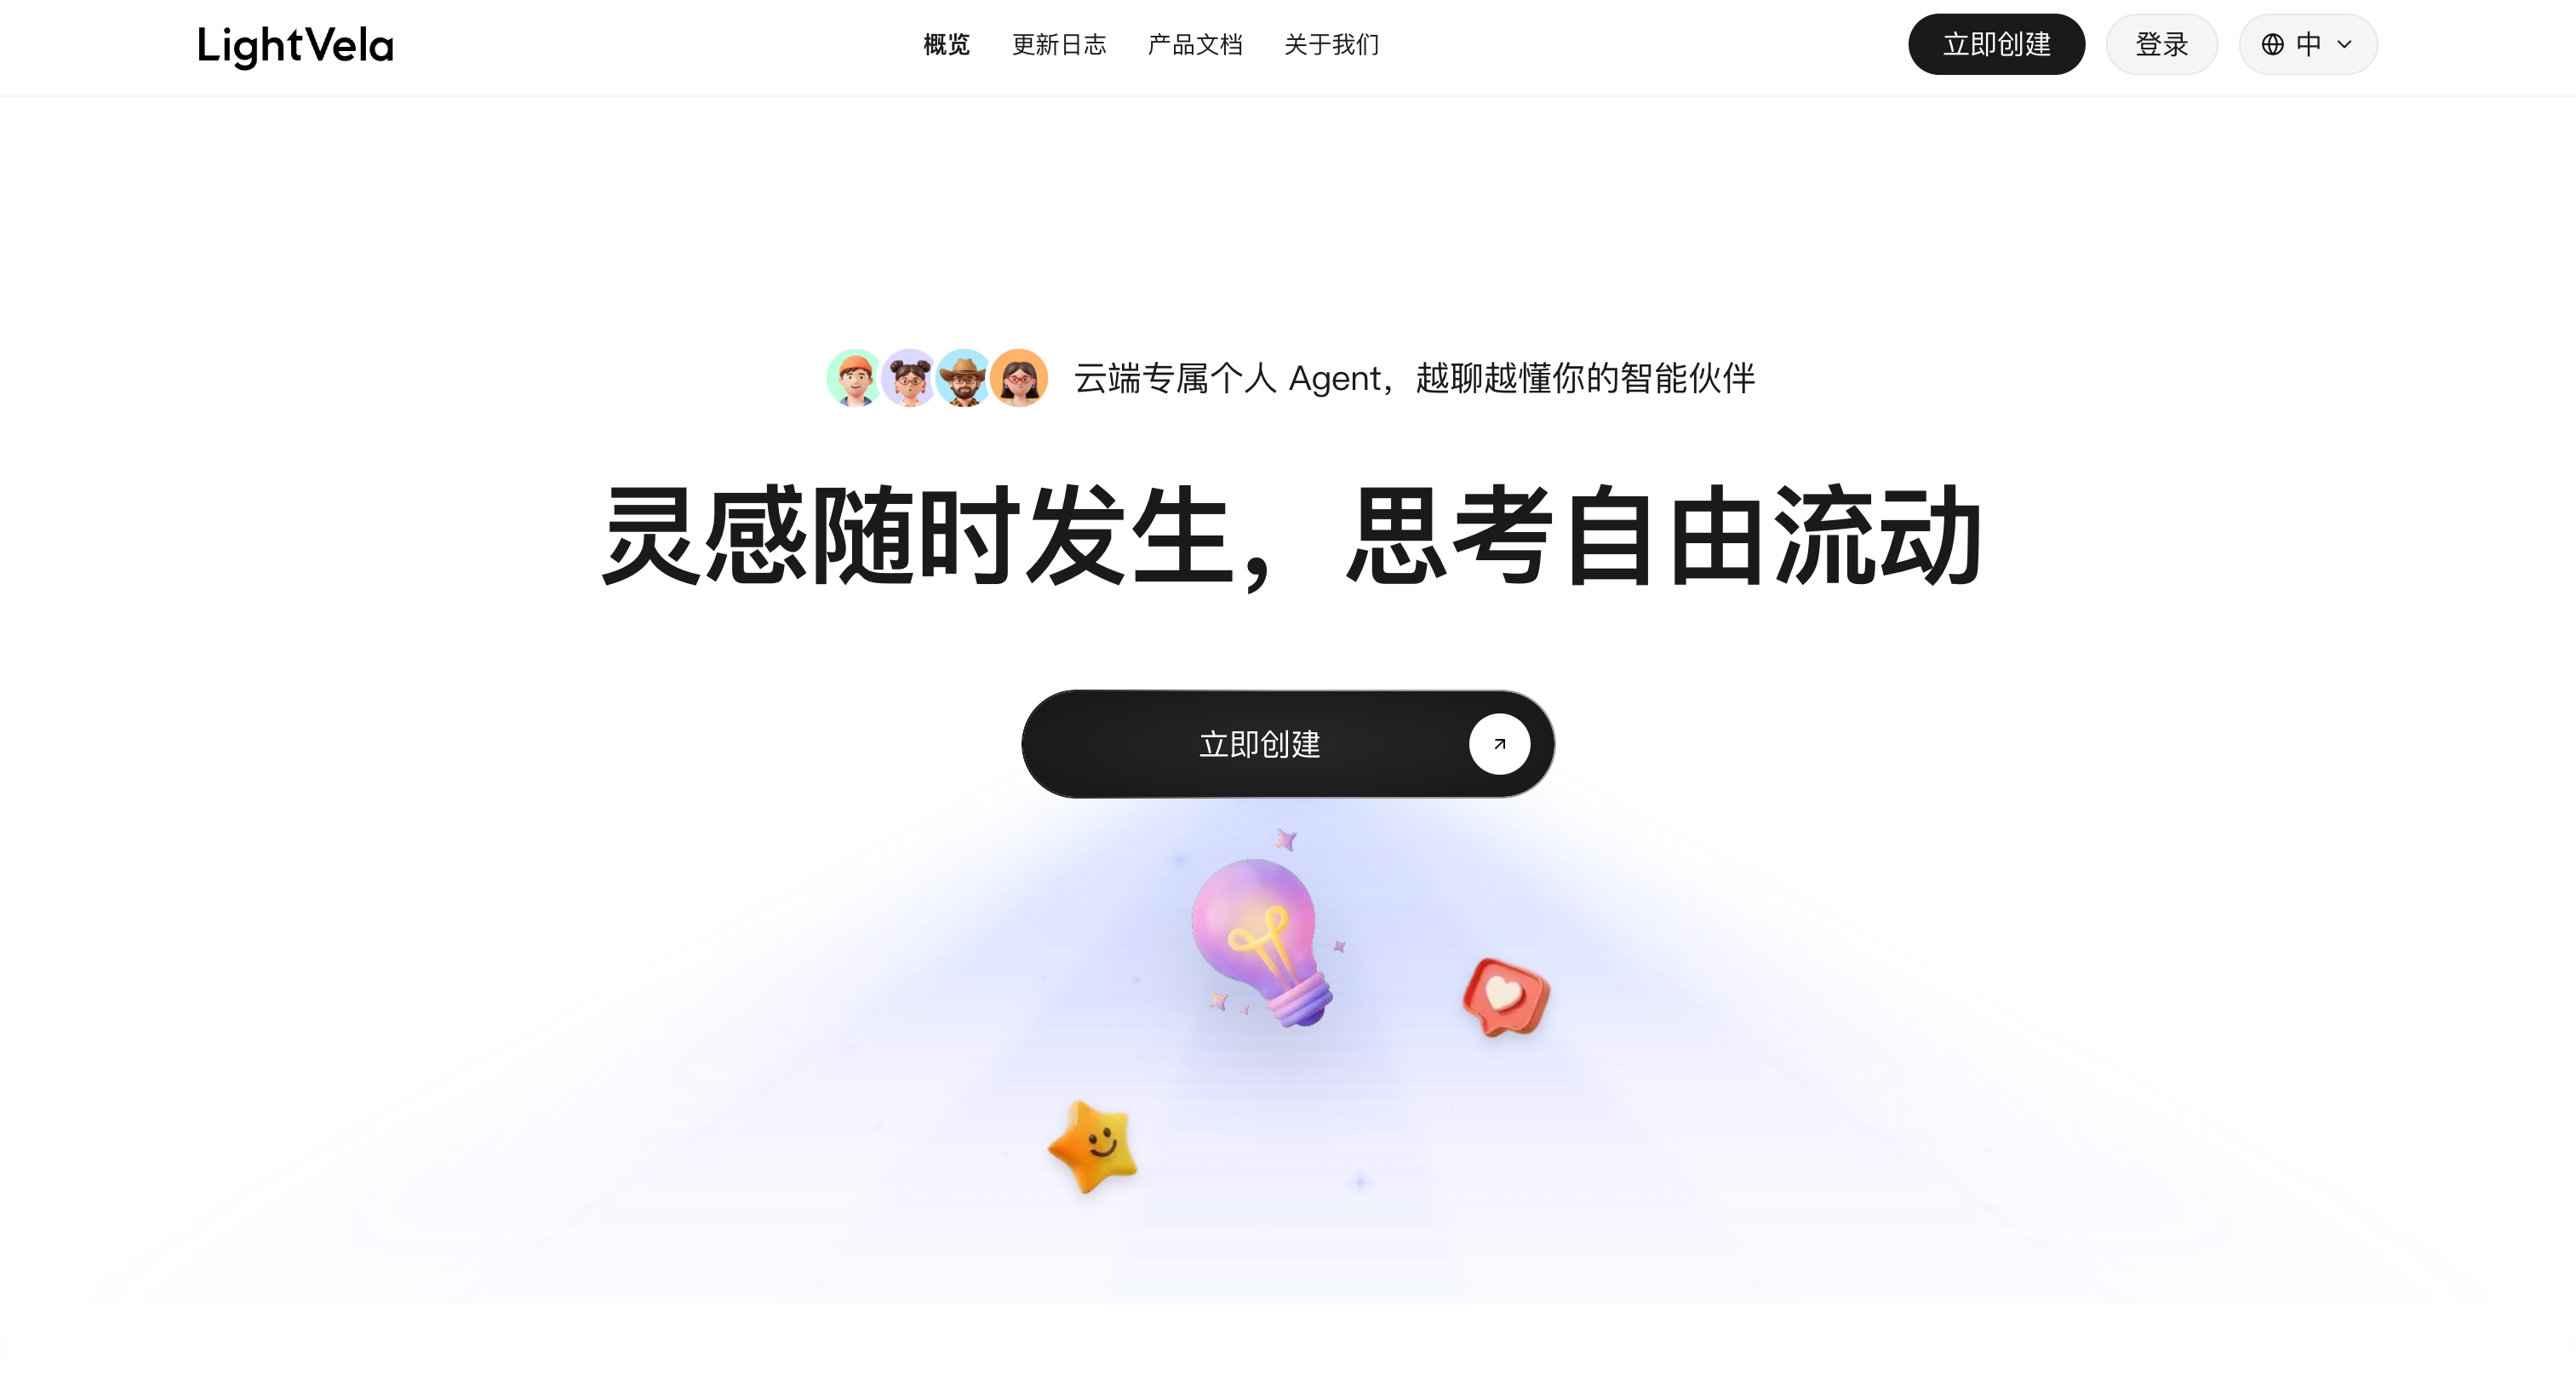 LightVela
概览 更新日志 产品文档 关于我们
立即创建 登录 中
云端专属个人 Agent，越聊越懂你的智能伙伴
灵感随时发生，思考自由流动
立即创建